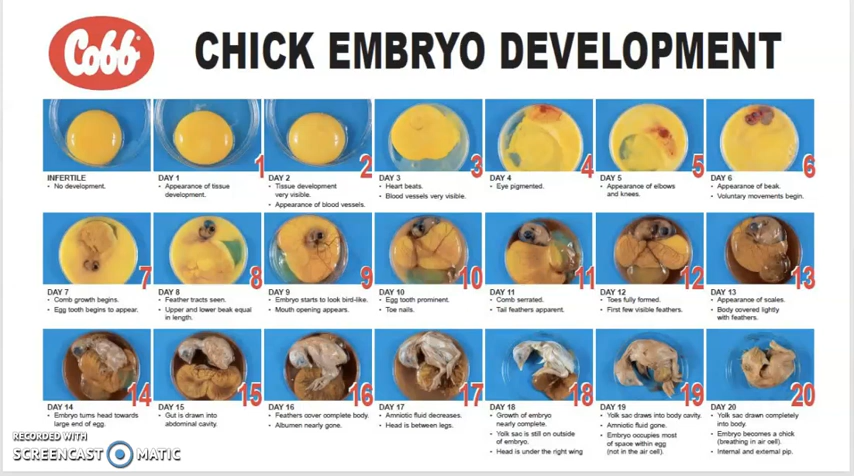 Cobb
CHICK EMBRYO DEVELOPMENT
1
2
3
4
5
6
INFERTILE
• No development.
DAY 1
• Appearance of tissue
development.
DAY 2
• Tissue development
very visible.
• Appearance of blood vessels.
DAY 3
• Heart beats.
• Blood vessels very visible.
DAY 4
• Eye pigmented.
DAY 5
• Appearance of elbows
and knees.
DAY 6
• Appearance of beak.
• Voluntary movements begin.
7
8
9
10
11
12
13
DAY 7
• Comb growth begins.
• Egg tooth begins to appear.
DAY 8
• Feather tracts seen.
• Upper and lower beak equal
in length.
DAY 9
• Embryo starts to look bird-like.
• Mouth opening appears.
DAY 10
• Egg tooth prominent.
• Toe nails.
DAY 11
• Comb serrated.
• Tail feathers apparent.
DAY 12
• Toes fully formed.
• First few visible feathers.
DAY 13
• Appearance of scales.
• Body covered lightly
with feathers.
14
15
16
17
18
19
20
DAY 14
• Embryo turns head towards
large end of egg.
DAY 15
• Gut is drawn into
abdominal cavity.
DAY 16
• Feathers cover complete body.
• Albumen nearly gone.
DAY 17
• Amniotic fluid decreases.
• Head is between legs.
DAY 18
• Growth of embryo
nearly complete.
• Yolk sac is still on outside
of embryo.
• Head is under the right wing
DAY 19
• Yolk sac draws into body cavity.
• Amniotic fluid gone.
• Embryo occupies most
of space within egg
(not in the air cell).
DAY 20
• Yolk sac drawn completely
into body.
• Embryo becomes a chick
(breathing in air cell).
• Internal and external pip.
RECORDED WITH
SCREENCAST MATIC